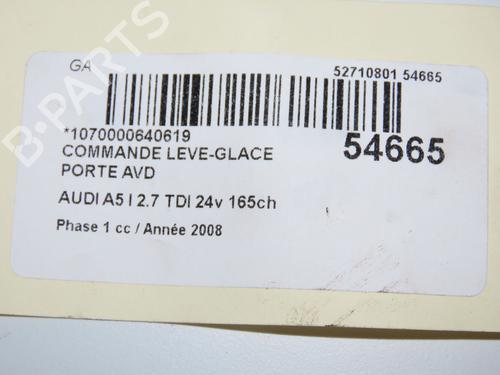 GA
52710801 54665
*1070000640619
54665
COMMANDE LEVE-GLACE
PORTE AVD
AUDI A5 I 2.7 TDI 24v 165ch
Phase 1 cc / Année 2008
B-PARTS